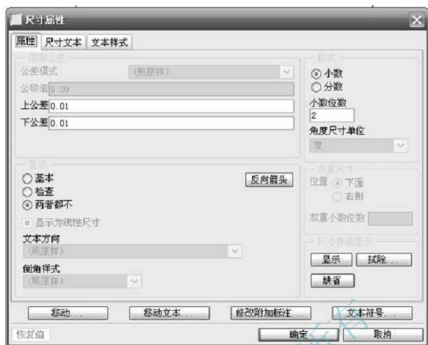 尺寸属性
属性 尺寸文本 文本样式
值和公差
公差模式 (照原样)
公称值 0.00
上公差 0.01
下公差 0.01
格式
小数
分数
小数位数
2
角度尺寸单位
度
显示
基本
检查
两者都不
反向箭头
显示为线性尺寸
文本方向
(照原样)
倒角样式
(照原样)
双重尺寸
位置 下面
右侧
双重小数位数
尺寸界线显示
显示 拭除...
缺省
移动... 移动文本... 修改附加标注... 文本符号...
恢复值 确定 取消